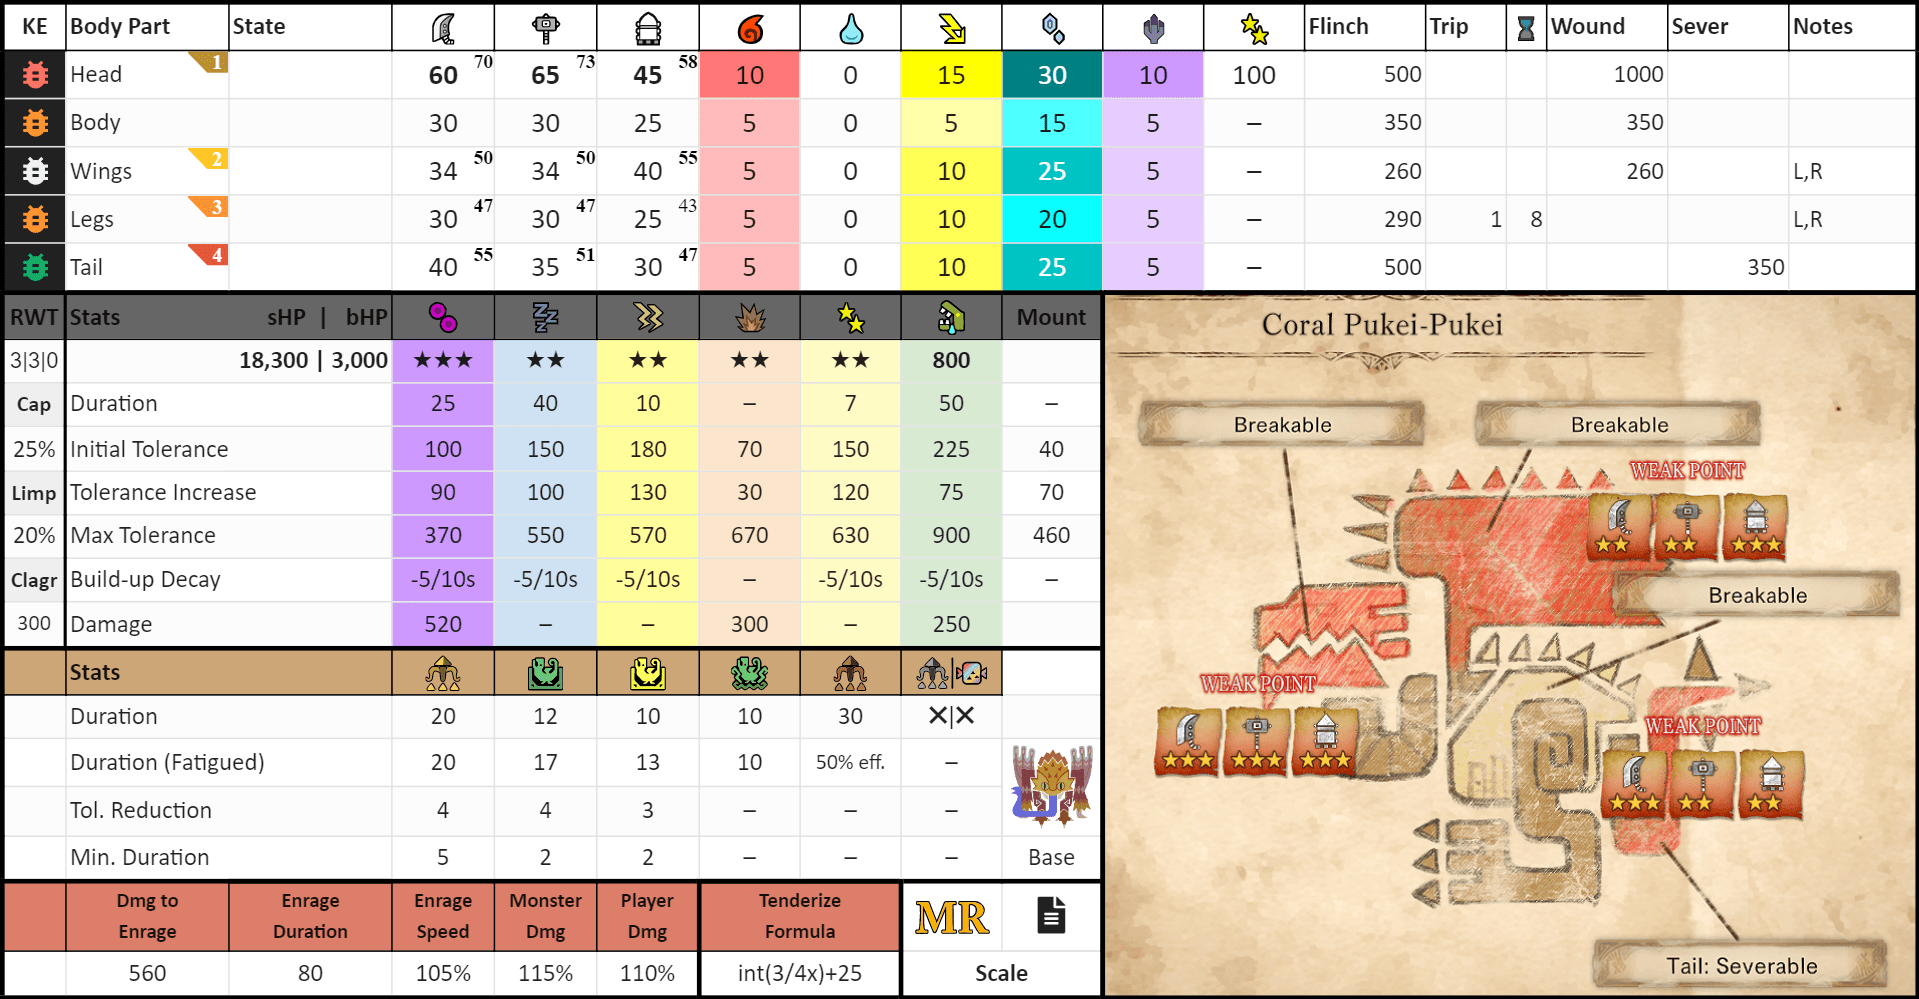 KE Body Part State Flinch Trip Wound Sever Notes
Head 1 60 70 65 73 45 58 10 0 15 30 10 100 500 1000
Body 30 30 25 5 0 5 15 5 – 350 350
Wings 2 34 50 34 50 40 55 5 0 10 25 5 – 260 260 L,R
Legs 3 30 47 30 47 25 43 5 0 10 20 5 – 290 1 8 L,R
Tail 4 40 55 35 51 30 47 5 0 10 25 5 – 500 350
RWT Stats sHP | bHP Mount
3|3|0 18,300 | 3,000 ★★★ ★★ ★★ ★★ ★★ 800
Cap Duration 25 40 10 – 7 50 –
25% Initial Tolerance 100 150 180 70 150 225 40
Limp Tolerance Increase 90 100 130 30 120 75 70
20% Max Tolerance 370 550 570 670 630 900 460
Clagr Build-up Decay -5/10s -5/10s -5/10s – -5/10s -5/10s –
300 Damage 520 – – 300 – 250
Stats
Duration 20 12 10 10 30 ✕|✕
Duration (Fatigued) 20 17 13 10 50% eff. –
Tol. Reduction 4 4 3 – – –
Min. Duration 5 2 2 – – – Base
Dmg to Enrage Enrage Duration Enrage Speed Monster Dmg Player Dmg Tenderize Formula MR
560 80 105% 115% 110% int(3/4x)+25 Scale
Coral Pukei-Pukei
Breakable Breakable
WEAK POINT
Breakable
WEAK POINT
WEAK POINT
Tail: Severable